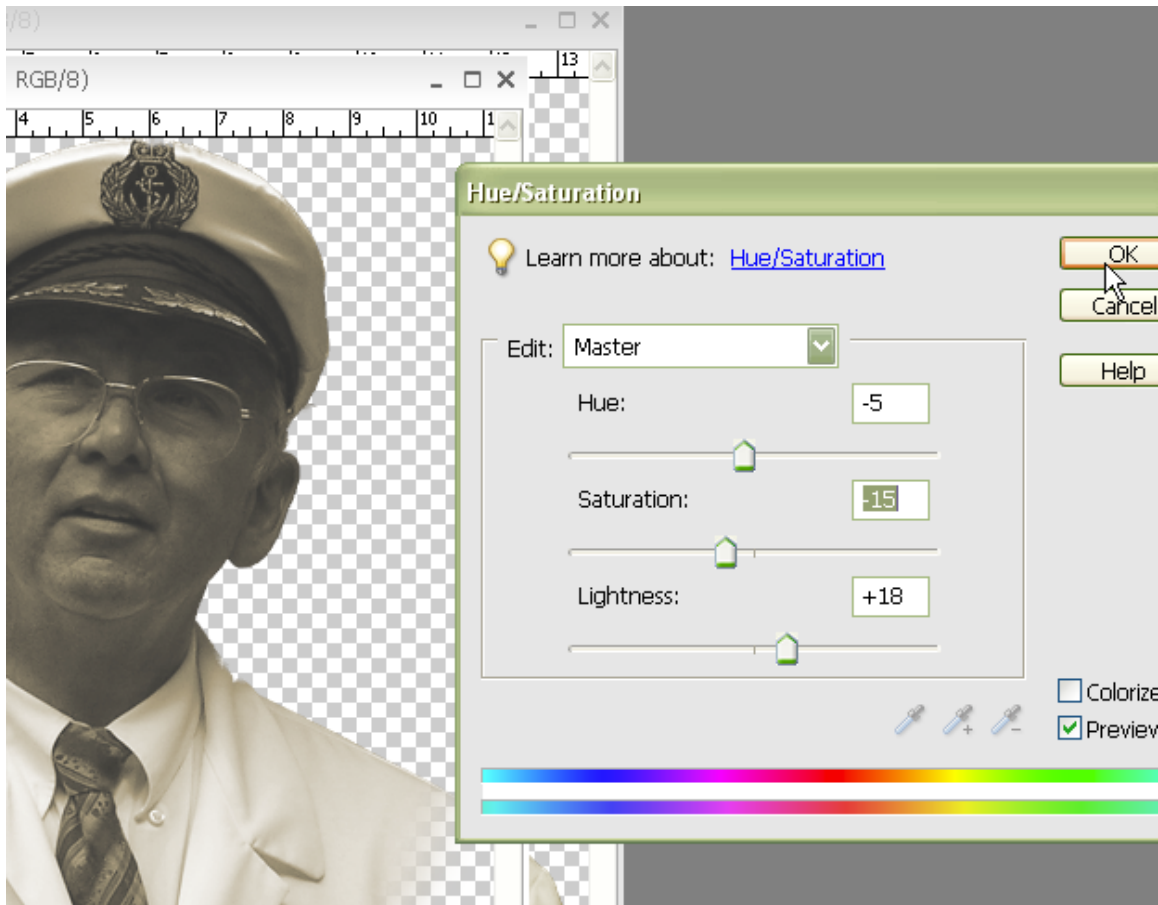 /8)
13
RGB/8)
4 5 6 7 8 9 10 1
Hue/Saturation
Learn more about: Hue/Saturation
OK
Cancel
Edit: Master
Help
Hue: -5
Saturation: -15
Lightness: +18
Colorize
Preview